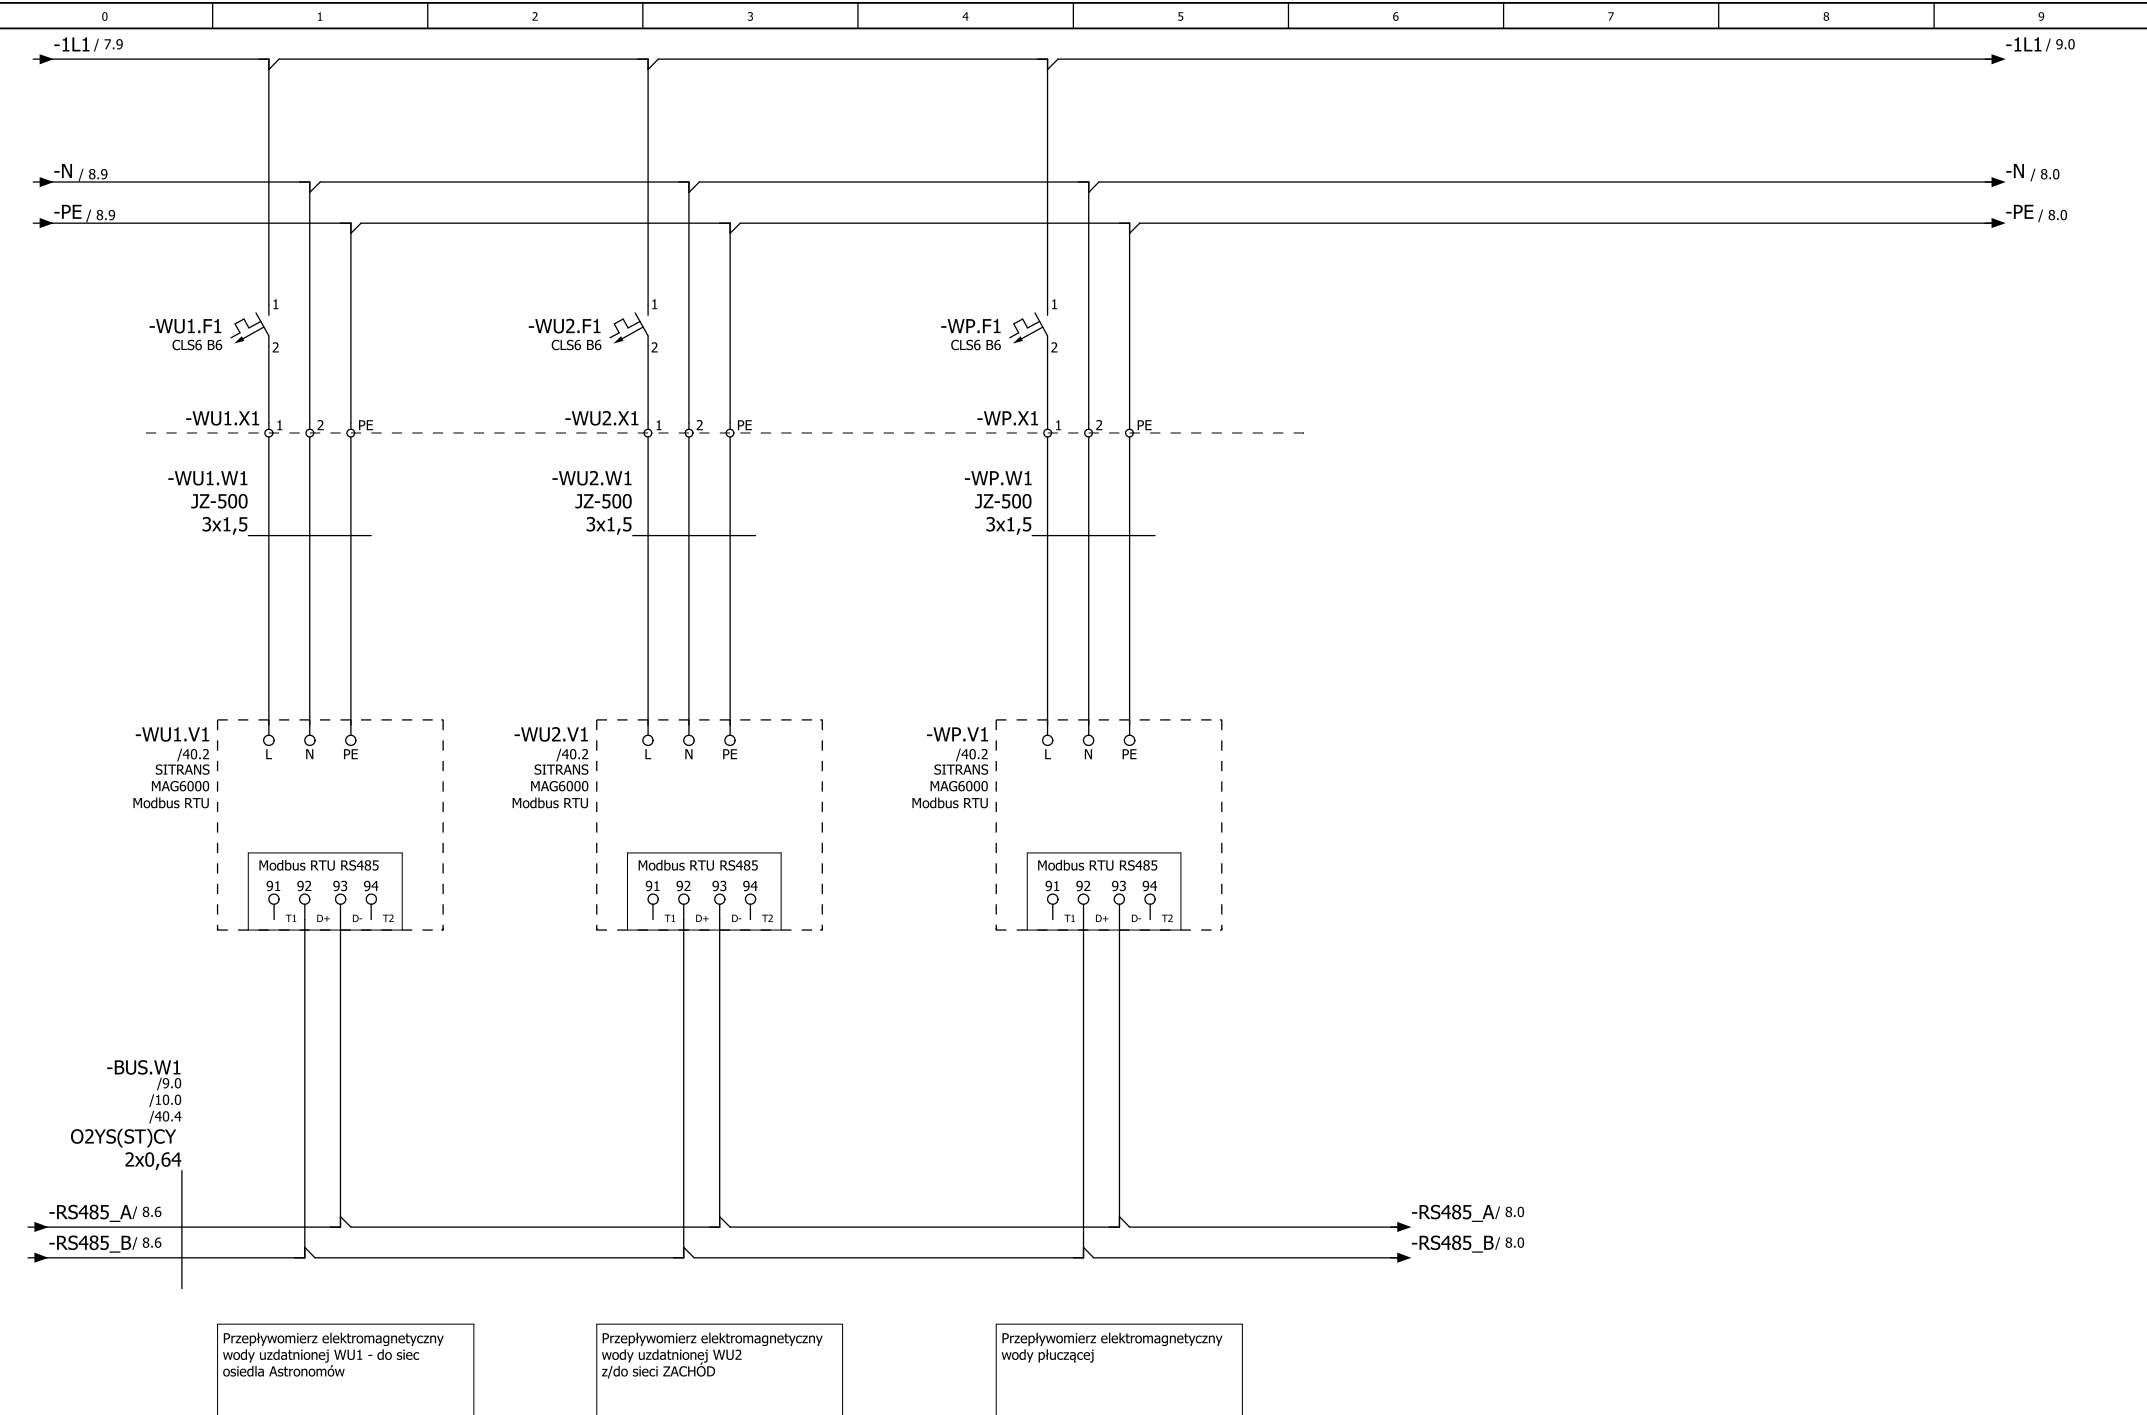 0 1 2 3 4 5 6 7 8 9
-1L1 / 7.9 -1L1 / 9.0
-N / 8.9 -N / 8.0
-PE / 8.9 -PE / 8.0
1 1 1
-WU1.F1 -WU2.F1 -WP.F1
CLS6 B6 CLS6 B6 CLS6 B6
2 2 2
-WU1.X1 1 2 PE -WU2.X1 1 2 PE -WP.X1 1 2 PE
-WU1.W1 -WU2.W1 -WP.W1
JZ-500 JZ-500 JZ-500
3x1,5 3x1,5 3x1,5
-WU1.V1 -WU2.V1 -WP.V1
/40.2 L N PE /40.2 L N PE /40.2 L N PE
SITRANS SITRANS SITRANS
MAG6000 MAG6000 MAG6000
Modbus RTU Modbus RTU Modbus RTU
Modbus RTU RS485 Modbus RTU RS485 Modbus RTU RS485
91 92 93 94 91 92 93 94 91 92 93 94
T1 D+ D- T2 T1 D+ D- T2 T1 D+ D- T2
-BUS.W1
/9.0
/10.0
/40.4
O2YS(ST)CY
2x0,64
-RS485_A/ 8.6 -RS485_A/ 8.0
-RS485_B/ 8.6 -RS485_B/ 8.0
Przepływomierz elektromagnetyczny
wody uzdatnionej WU1 - do siec
osiedla Astronomów
Przepływomierz elektromagnetyczny
wody uzdatnionej WU2
z/do sieci ZACHÓD
Przepływomierz elektromagnetyczny
wody płuczącej